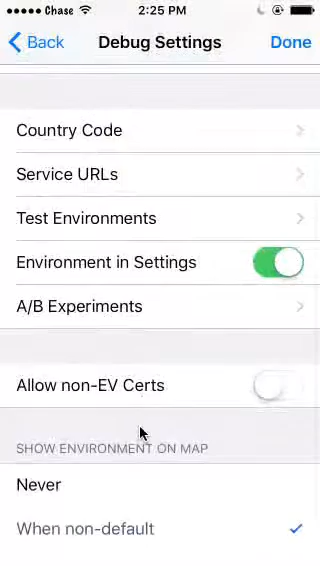 Chase 2:25 PM
Back Debug Settings Done
Country Code
Service URLs
Test Environments
Environment in Settings
A/B Experiments
Allow non-EV Certs
SHOW ENVIRONMENT ON MAP
Never
When non-default